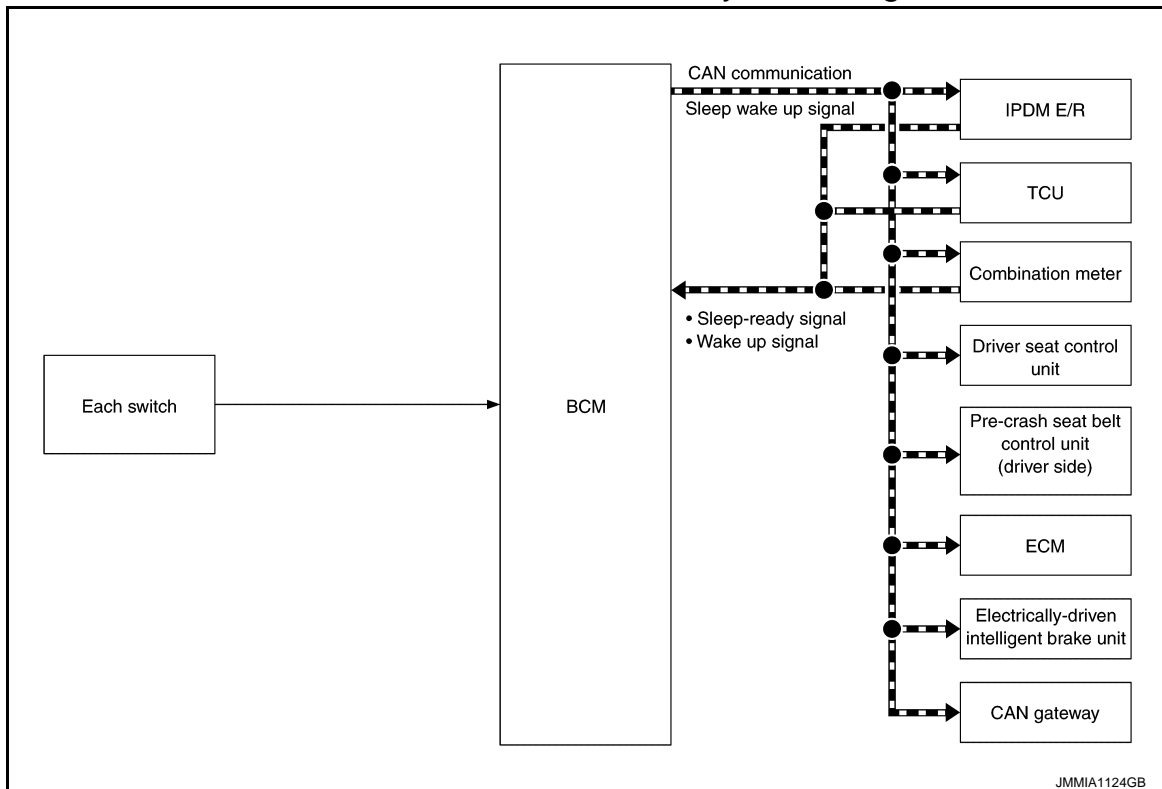 CAN communication
Sleep wake up signal
IPDM E/R
TCU
Combination meter
• Sleep-ready signal
• Wake up signal
Driver seat control
unit
Each switch
BCM
Pre-crash seat belt
control unit
(driver side)
ECM
Electrically-driven
intelligent brake unit
CAN gateway
JMMIA1124GB